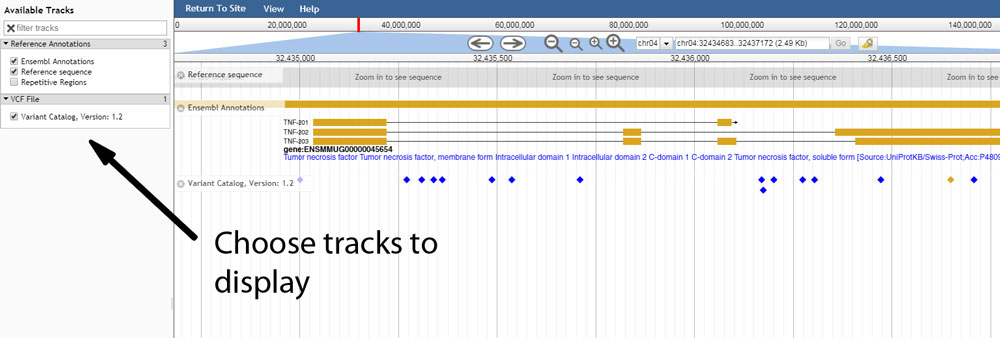 Available Tracks
filter tracks
Reference Annotations 3
Ensembl Annotations
Reference sequence
Repetitive Regions
VCF File 1
Variant Catalog, Version: 1.2
Return To Site View Help
0 20,000,000 40,000,000 60,000,000 80,000,000 100,000,000 120,000,000 140,000,000
chr04 chr04:32434683..32437172 (2.49 Kb) Go
32,435,000 32,435,500 32,436,000 32,436,500
Reference sequence Zoom in to see sequence Zoom in to see sequence Zoom in to see sequence Zoom in to see sequence Zoom in to s
Ensembl Annotations
TNF-201
TNF-202
TNF-203
gene:ENSMMUG00000045654
Tumor necrosis factor Tumor necrosis factor, membrane form Intracellular domain 1 Intracellular domain 2 C-domain 1 C-domain 2 Tumor necrosis factor, soluble form [Source:UniProtKB/Swiss-Prot;Acc:P4809
Variant Catalog, Version: 1.2
Choose tracks to
display